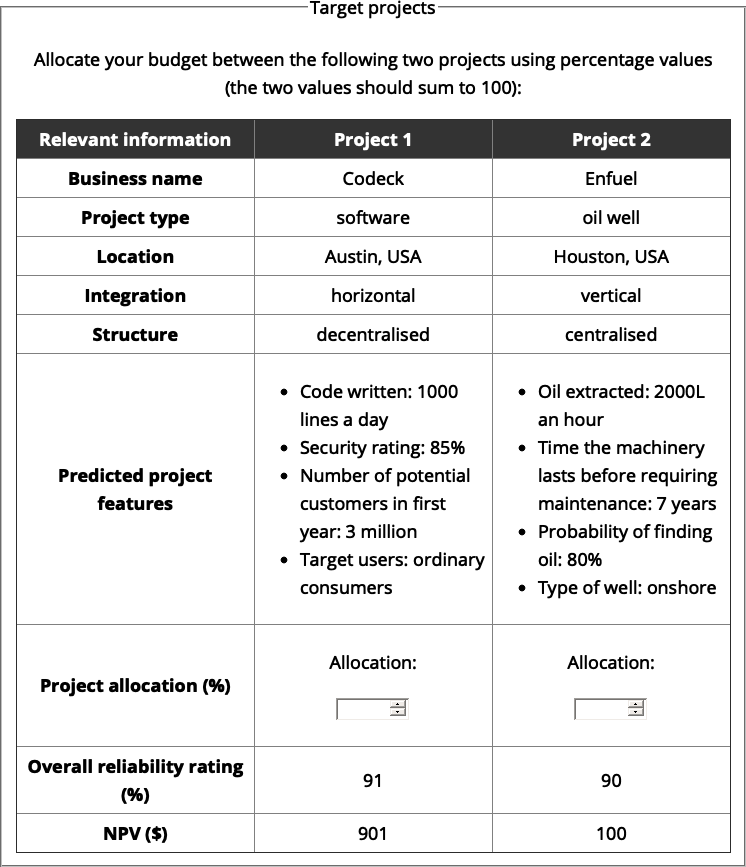 Target projects
Allocate your budget between the following two projects using percentage values
(the two values should sum to 100):
Relevant information Project 1 Project 2
Business name Codeck Enfuel
Project type software oil well
Location Austin, USA Houston, USA
Integration horizontal vertical
Structure decentralised centralised
Predicted project
features
• Code written: 1000
lines a day
• Security rating: 85%
• Number of potential
customers in first
year: 3 million
• Target users: ordinary
consumers
• Oil extracted: 2000L
an hour
• Time the machinery
lasts before requiring
maintenance: 7 years
• Probability of finding
oil: 80%
• Type of well: onshore
Project allocation (%)
Allocation: Allocation:
Overall reliability rating
(%)
91 90
NPV ($) 901 100